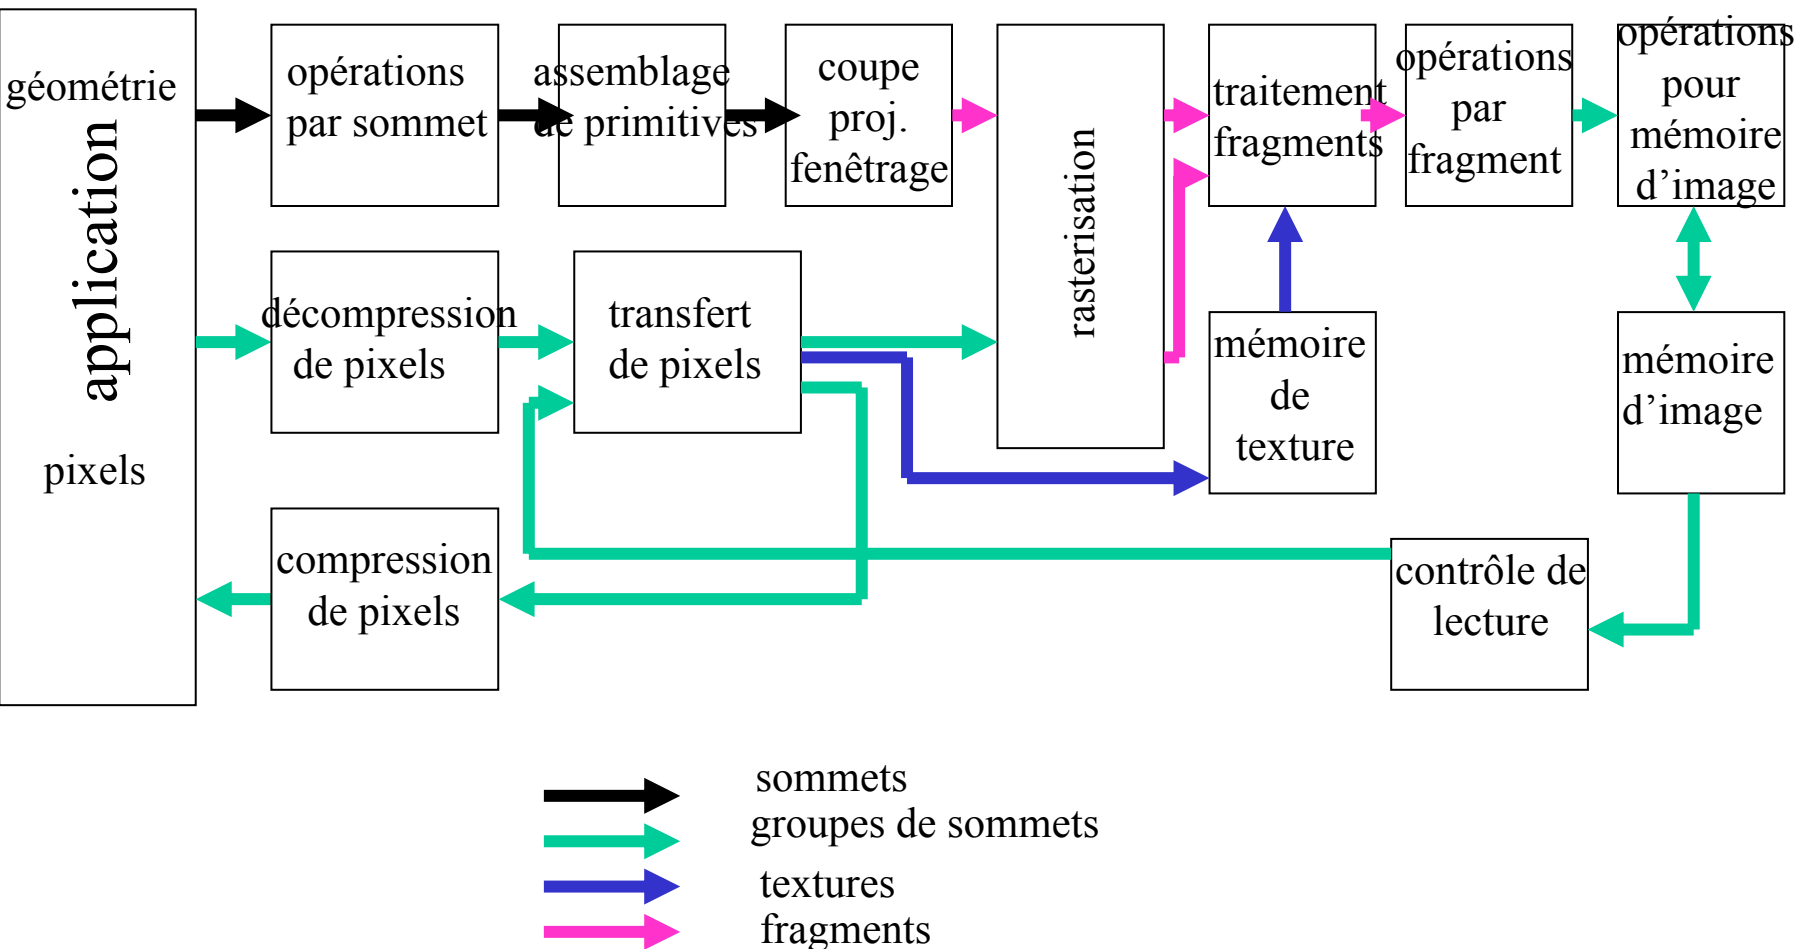 géométrie
application
pixels
opérations
par sommet
assemblage
de primitives
coupe
proj.
fenêtrage
rasterisation
traitement
fragments
opérations
par
fragment
opérations
pour
mémoire
d’image
décompression
de pixels
transfert
de pixels
mémoire
de
texture
mémoire
d’image
compression
de pixels
contrôle de
lecture
sommets
groupes de sommets
textures
fragments